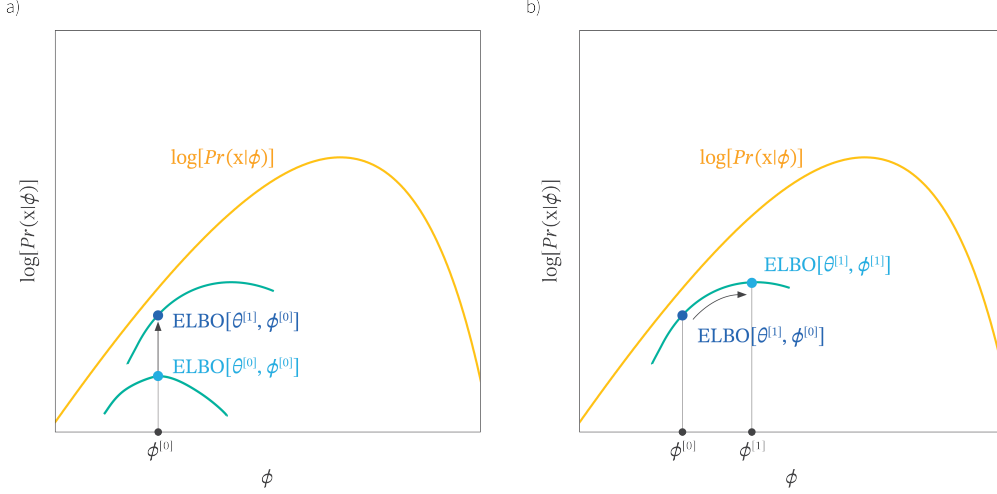 a)
log[Pr(x|ϕ)]
log[Pr(x|ϕ)]
ELBO[θ^[1], ϕ^[0]]
ELBO[θ^[0], ϕ^[0]]
ϕ^[0]
ϕ
b)
log[Pr(x|ϕ)]
log[Pr(x|ϕ)]
ELBO[θ^[1], ϕ^[1]]
ELBO[θ^[1], ϕ^[0]]
ϕ^[0]
ϕ^[1]
ϕ